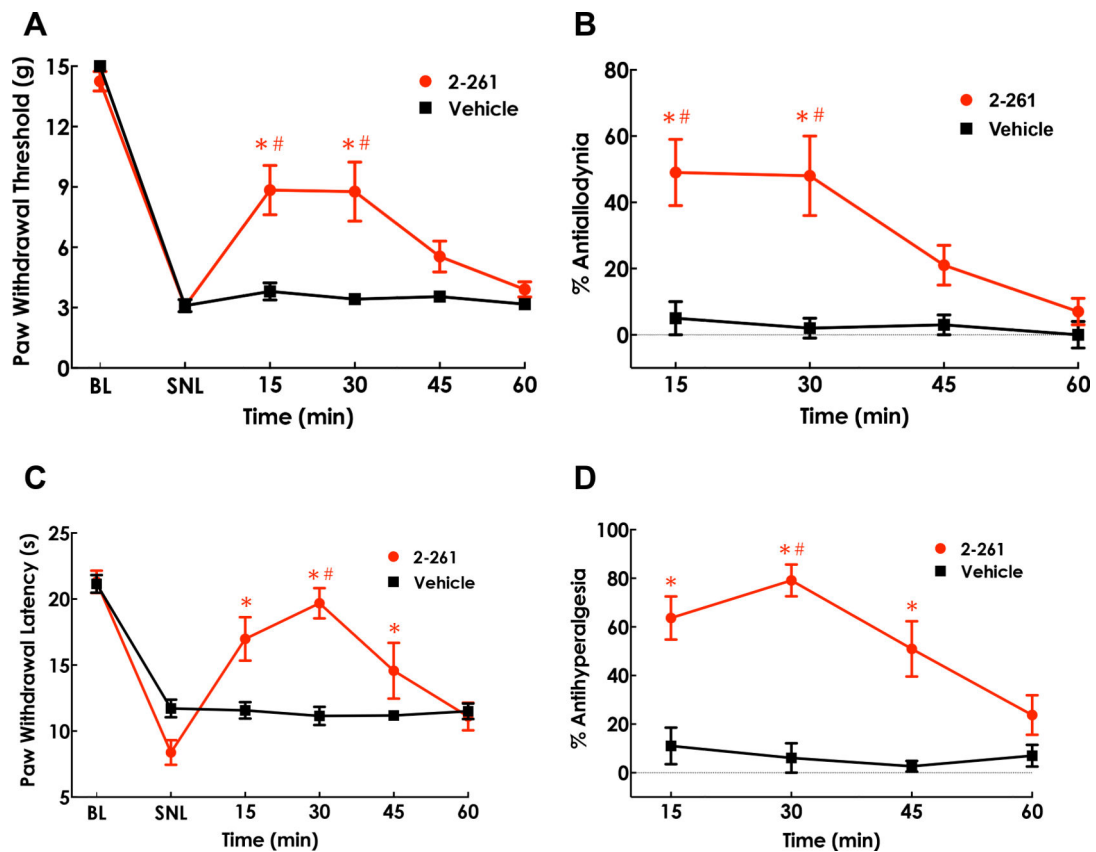 A
Paw Withdrawal Threshold (g)
15
12
9
6
3
0
2-261
Vehicle
* #
* #
BL SNL 15 30 45 60
Time (min)
B
% Antiallodynia
80
60
40
20
0
2-261
Vehicle
* #
* #
15 30 45 60
Time (min)
C
Paw Withdrawal Latency (s)
25
20
15
10
5
2-261
Vehicle
*
* #
*
BL SNL 15 30 45 60
Time (min)
D
% Antihyperalgesia
100
80
60
40
20
0
2-261
Vehicle
*
* #
*
15 30 45 60
Time (min)